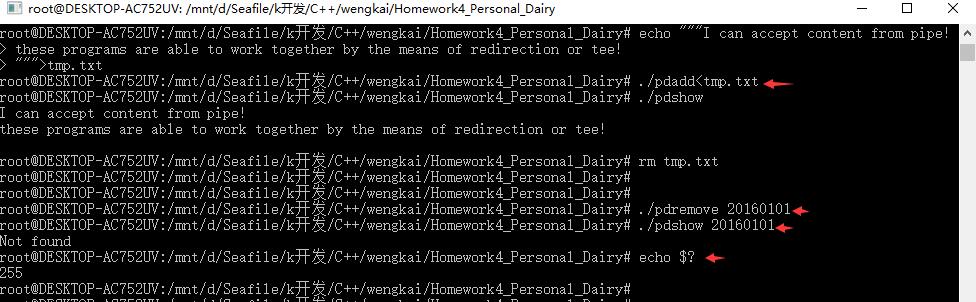 root@DESKTOP-AC752UV: /mnt/d/Seafile/k开发/C++/wengkai/Homework4_Personal_Dairy
root@DESKTOP-AC752UV:/mnt/d/Seafile/k开发/C++/wengkai/Homework4_Personal_Dairy# echo """I can accept content from pipe!
> these programs are able to work together by the means of redirection or tee!
> """>tmp.txt
root@DESKTOP-AC752UV:/mnt/d/Seafile/k开发/C++/wengkai/Homework4_Personal_Dairy# ./pdadd<tmp.txt
root@DESKTOP-AC752UV:/mnt/d/Seafile/k开发/C++/wengkai/Homework4_Personal_Dairy# ./pdshow
I can accept content from pipe!
these programs are able to work together by the means of redirection or tee!
root@DESKTOP-AC752UV:/mnt/d/Seafile/k开发/C++/wengkai/Homework4_Personal_Dairy# rm tmp.txt
root@DESKTOP-AC752UV:/mnt/d/Seafile/k开发/C++/wengkai/Homework4_Personal_Dairy#
root@DESKTOP-AC752UV:/mnt/d/Seafile/k开发/C++/wengkai/Homework4_Personal_Dairy#
root@DESKTOP-AC752UV:/mnt/d/Seafile/k开发/C++/wengkai/Homework4_Personal_Dairy# ./pdremove 20160101
root@DESKTOP-AC752UV:/mnt/d/Seafile/k开发/C++/wengkai/Homework4_Personal_Dairy# ./pdshow 20160101
Not found
root@DESKTOP-AC752UV:/mnt/d/Seafile/k开发/C++/wengkai/Homework4_Personal_Dairy# echo $?
255
root@DESKTOP-AC752UV:/mnt/d/Seafile/k开发/C++/wengkai/Homework4_Personal_Dairy#